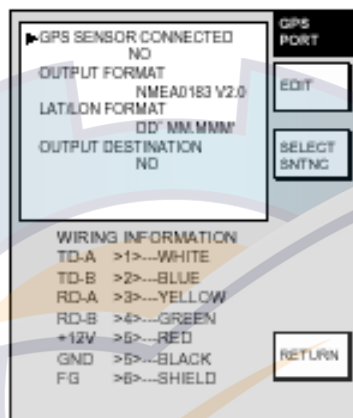 GPS SENSOR CONNECTED
NO
OUTPUT FORMAT
NMEA0183 V2.0
LAT/LON FORMAT
DD° MM.MMM'
OUTPUT DESTINATION
NO
GPS
PORT
EDIT
SELECT
SNTNC
WIRING INFORMATION
TD-A >1>---WHITE
TD-B >2>---BLUE
RD-A >3>---YELLOW
RD-B >4>---GREEN
+12V >5>---RED
GND >5>---BLACK
FG >6>---SHIELD
RETURN